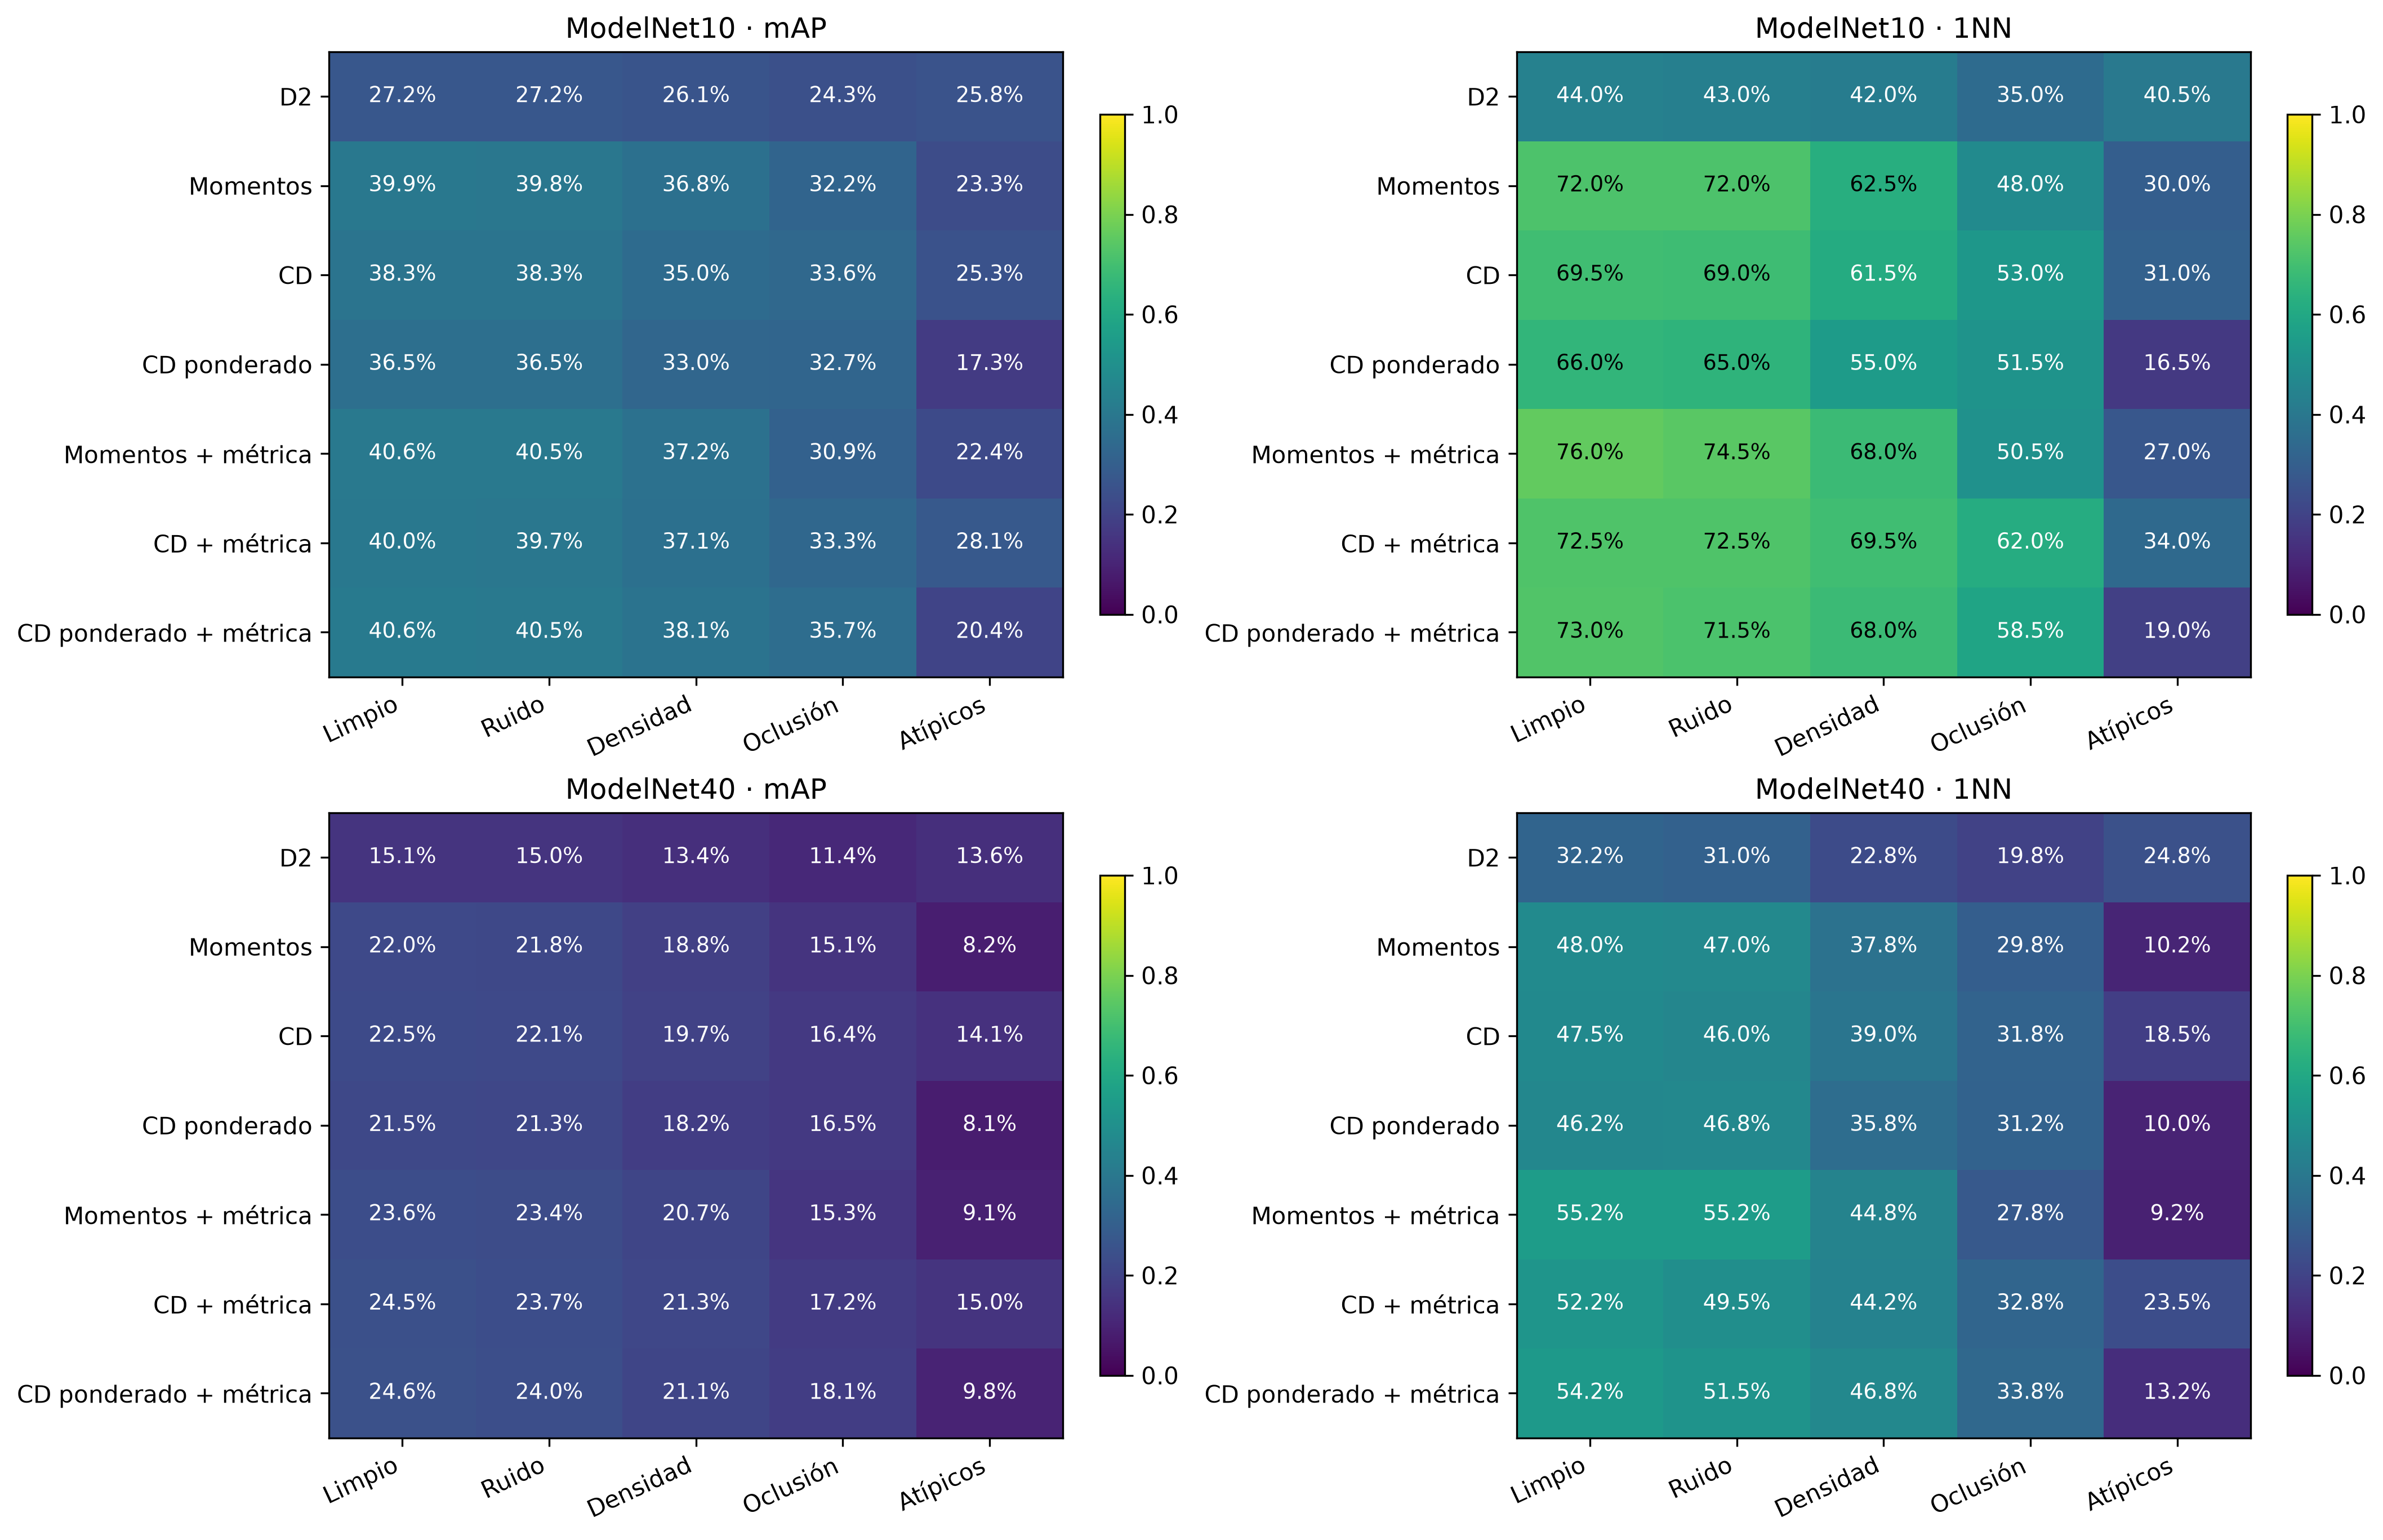 ModelNet10 · mAP
D2 27.2% 27.2% 26.1% 24.3% 25.8%
Momentos 39.9% 39.8% 36.8% 32.2% 23.3%
CD 38.3% 38.3% 35.0% 33.6% 25.3%
CD ponderado 36.5% 36.5% 33.0% 32.7% 17.3%
Momentos + métrica 40.6% 40.5% 37.2% 30.9% 22.4%
CD + métrica 40.0% 39.7% 37.1% 33.3% 28.1%
CD ponderado + métrica 40.6% 40.5% 38.1% 35.7% 20.4%
Limpio Ruido Densidad Oclusión Atípicos
1.0
0.8
0.6
0.4
0.2
0.0
ModelNet10 · 1NN
D2 44.0% 43.0% 42.0% 35.0% 40.5%
Momentos 72.0% 72.0% 62.5% 48.0% 30.0%
CD 69.5% 69.0% 61.5% 53.0% 31.0%
CD ponderado 66.0% 65.0% 55.0% 51.5% 16.5%
Momentos + métrica 76.0% 74.5% 68.0% 50.5% 27.0%
CD + métrica 72.5% 72.5% 69.5% 62.0% 34.0%
CD ponderado + métrica 73.0% 71.5% 68.0% 58.5% 19.0%
Limpio Ruido Densidad Oclusión Atípicos
1.0
0.8
0.6
0.4
0.2
0.0
ModelNet40 · mAP
D2 15.1% 15.0% 13.4% 11.4% 13.6%
Momentos 22.0% 21.8% 18.8% 15.1% 8.2%
CD 22.5% 22.1% 19.7% 16.4% 14.1%
CD ponderado 21.5% 21.3% 18.2% 16.5% 8.1%
Momentos + métrica 23.6% 23.4% 20.7% 15.3% 9.1%
CD + métrica 24.5% 23.7% 21.3% 17.2% 15.0%
CD ponderado + métrica 24.6% 24.0% 21.1% 18.1% 9.8%
Limpio Ruido Densidad Oclusión Atípicos
1.0
0.8
0.6
0.4
0.2
0.0
ModelNet40 · 1NN
D2 32.2% 31.0% 22.8% 19.8% 24.8%
Momentos 48.0% 47.0% 37.8% 29.8% 10.2%
CD 47.5% 46.0% 39.0% 31.8% 18.5%
CD ponderado 46.2% 46.8% 35.8% 31.2% 10.0%
Momentos + métrica 55.2% 55.2% 44.8% 27.8% 9.2%
CD + métrica 52.2% 49.5% 44.2% 32.8% 23.5%
CD ponderado + métrica 54.2% 51.5% 46.8% 33.8% 13.2%
Limpio Ruido Densidad Oclusión Atípicos
1.0
0.8
0.6
0.4
0.2
0.0